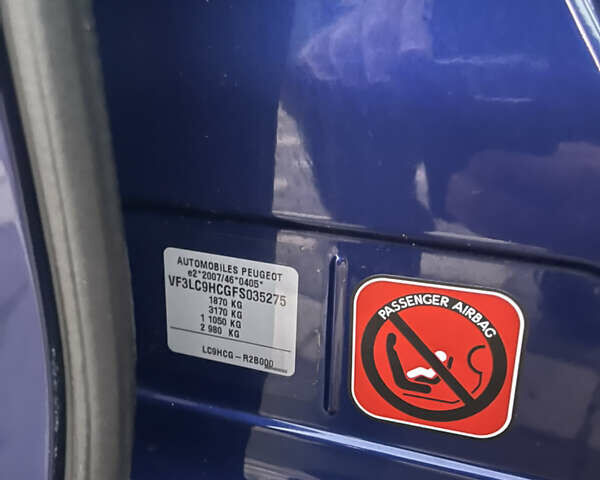 AUTOMOBILES PEUGEOT
e2*2007/46*0405*
VF3LC9HCGFS035275
1870 KG
3170 KG
1 1050 KG
2 980 KG
LC9HCG-R2B000
PASSENGER AIRBAG